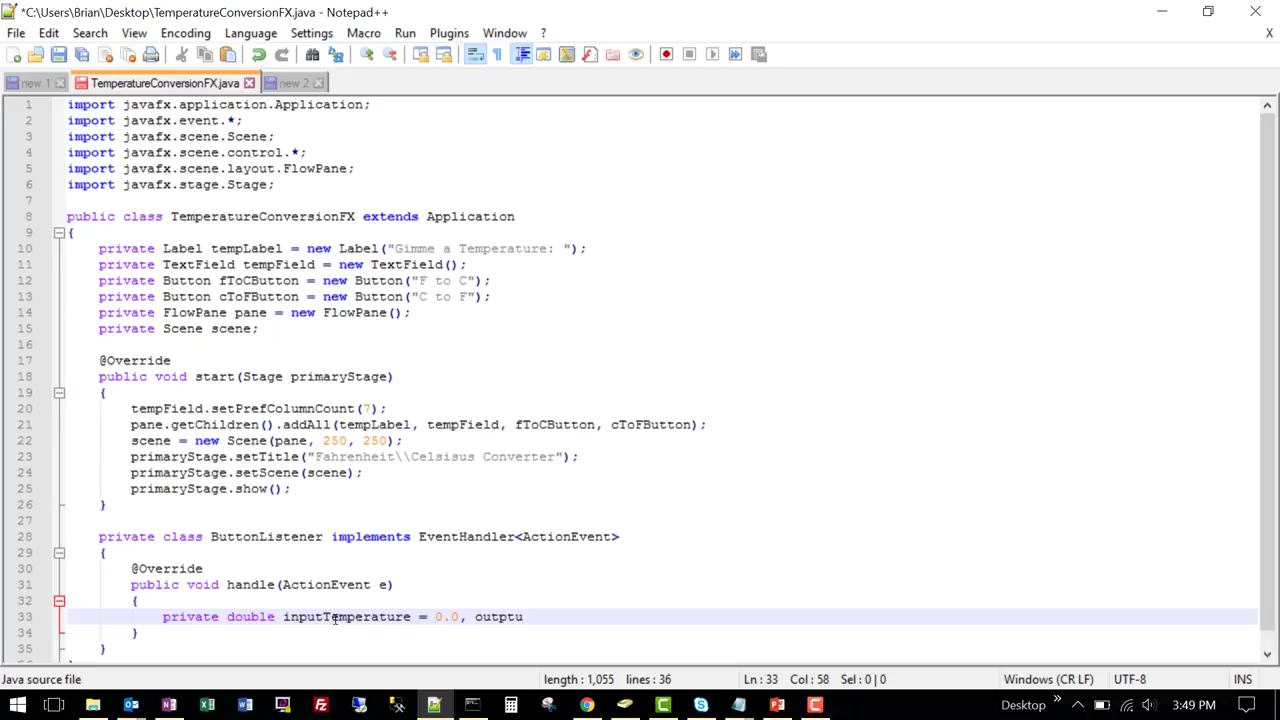 *C:\Users\Brian\Desktop\TemperatureConversionFX.java - Notepad++
File Edit Search View Encoding Language Settings Macro Run Plugins Window ? X
new 1 TemperatureConversionFX.java new 2
1 import javafx.application.Application;
2 import javafx.event.*;
3 import javafx.scene.Scene;
4 import javafx.scene.control.*;
5 import javafx.scene.layout.FlowPane;
6 import javafx.stage.Stage;
7
8 public class TemperatureConversionFX extends Application
9 {
10 private Label tempLabel = new Label("Gimme a Temperature: ");
11 private TextField tempField = new TextField();
12 private Button fToCButton = new Button("F to C");
13 private Button cToFButton = new Button("C to F");
14 private FlowPane pane = new FlowPane();
15 private Scene scene;
16
17 @Override
18 public void start(Stage primaryStage)
19 {
20 tempField.setPrefColumnCount(7);
21 pane.getChildren().addAll(tempLabel, tempField, fToCButton, cToFButton);
22 scene = new Scene(pane, 250, 250);
23 primaryStage.setTitle("Fahrenheit\\Celsisus Converter");
24 primaryStage.setScene(scene);
25 primaryStage.show();
26 }
27
28 private class ButtonListener implements EventHandler<ActionEvent>
29 {
30 @Override
31 public void handle(ActionEvent e)
32 {
33 private double inputTemperature = 0.0, outptu
34 }
35 }
Java source file length : 1,055 lines : 36 Ln : 33 Col : 58 Sel : 0 | 0 Windows (CR LF) UTF-8 INS
Desktop 3:49 PM